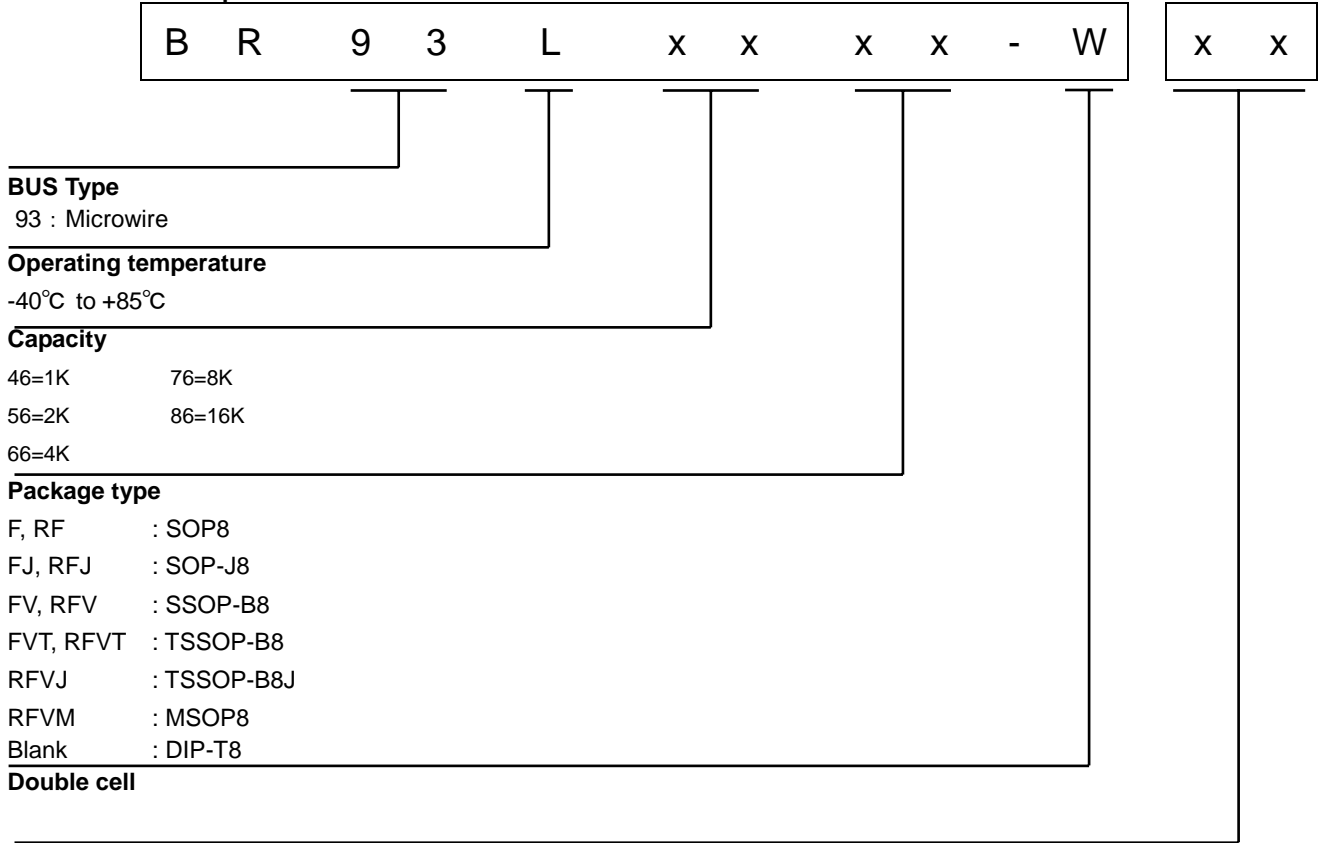 B R 9 3 L x x x x - W x x
BUS Type
93 : Microwire
Operating temperature
-40℃ to +85℃
Capacity
46=1K 76=8K
56=2K 86=16K
66=4K
Package type
F, RF : SOP8
FJ, RFJ : SOP-J8
FV, RFV : SSOP-B8
FVT, RFVT : TSSOP-B8
RFVJ : TSSOP-B8J
RFVM : MSOP8
Blank : DIP-T8
Double cell